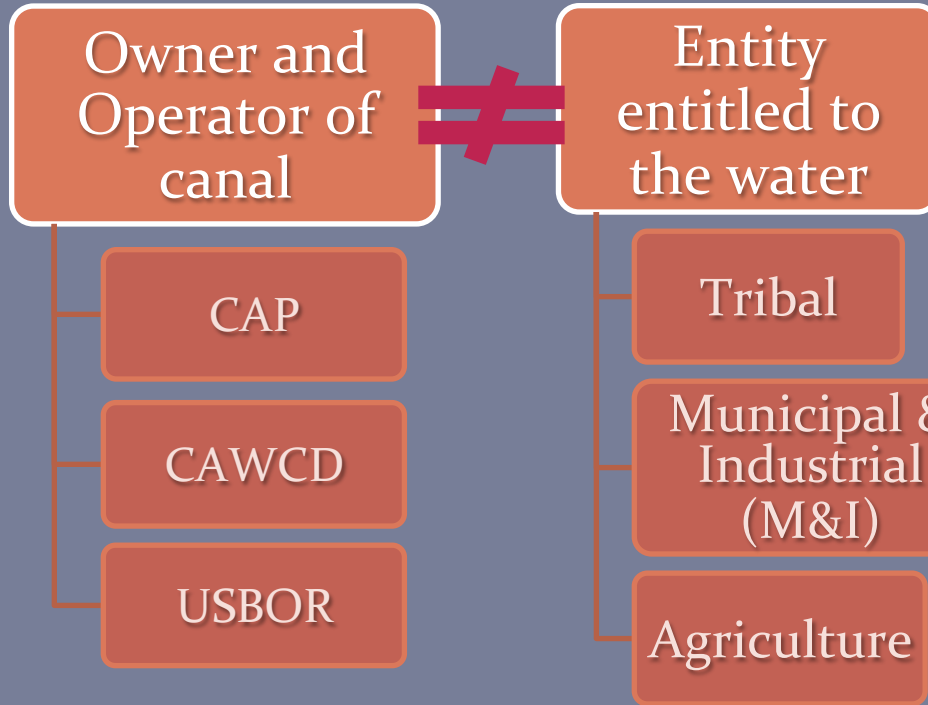 Owner and
Operator of
canal
≠
Entity
entitled to
the water
CAP
CAWCD
USBOR
Tribal
Municipal &
Industrial
(M&I)
Agriculture